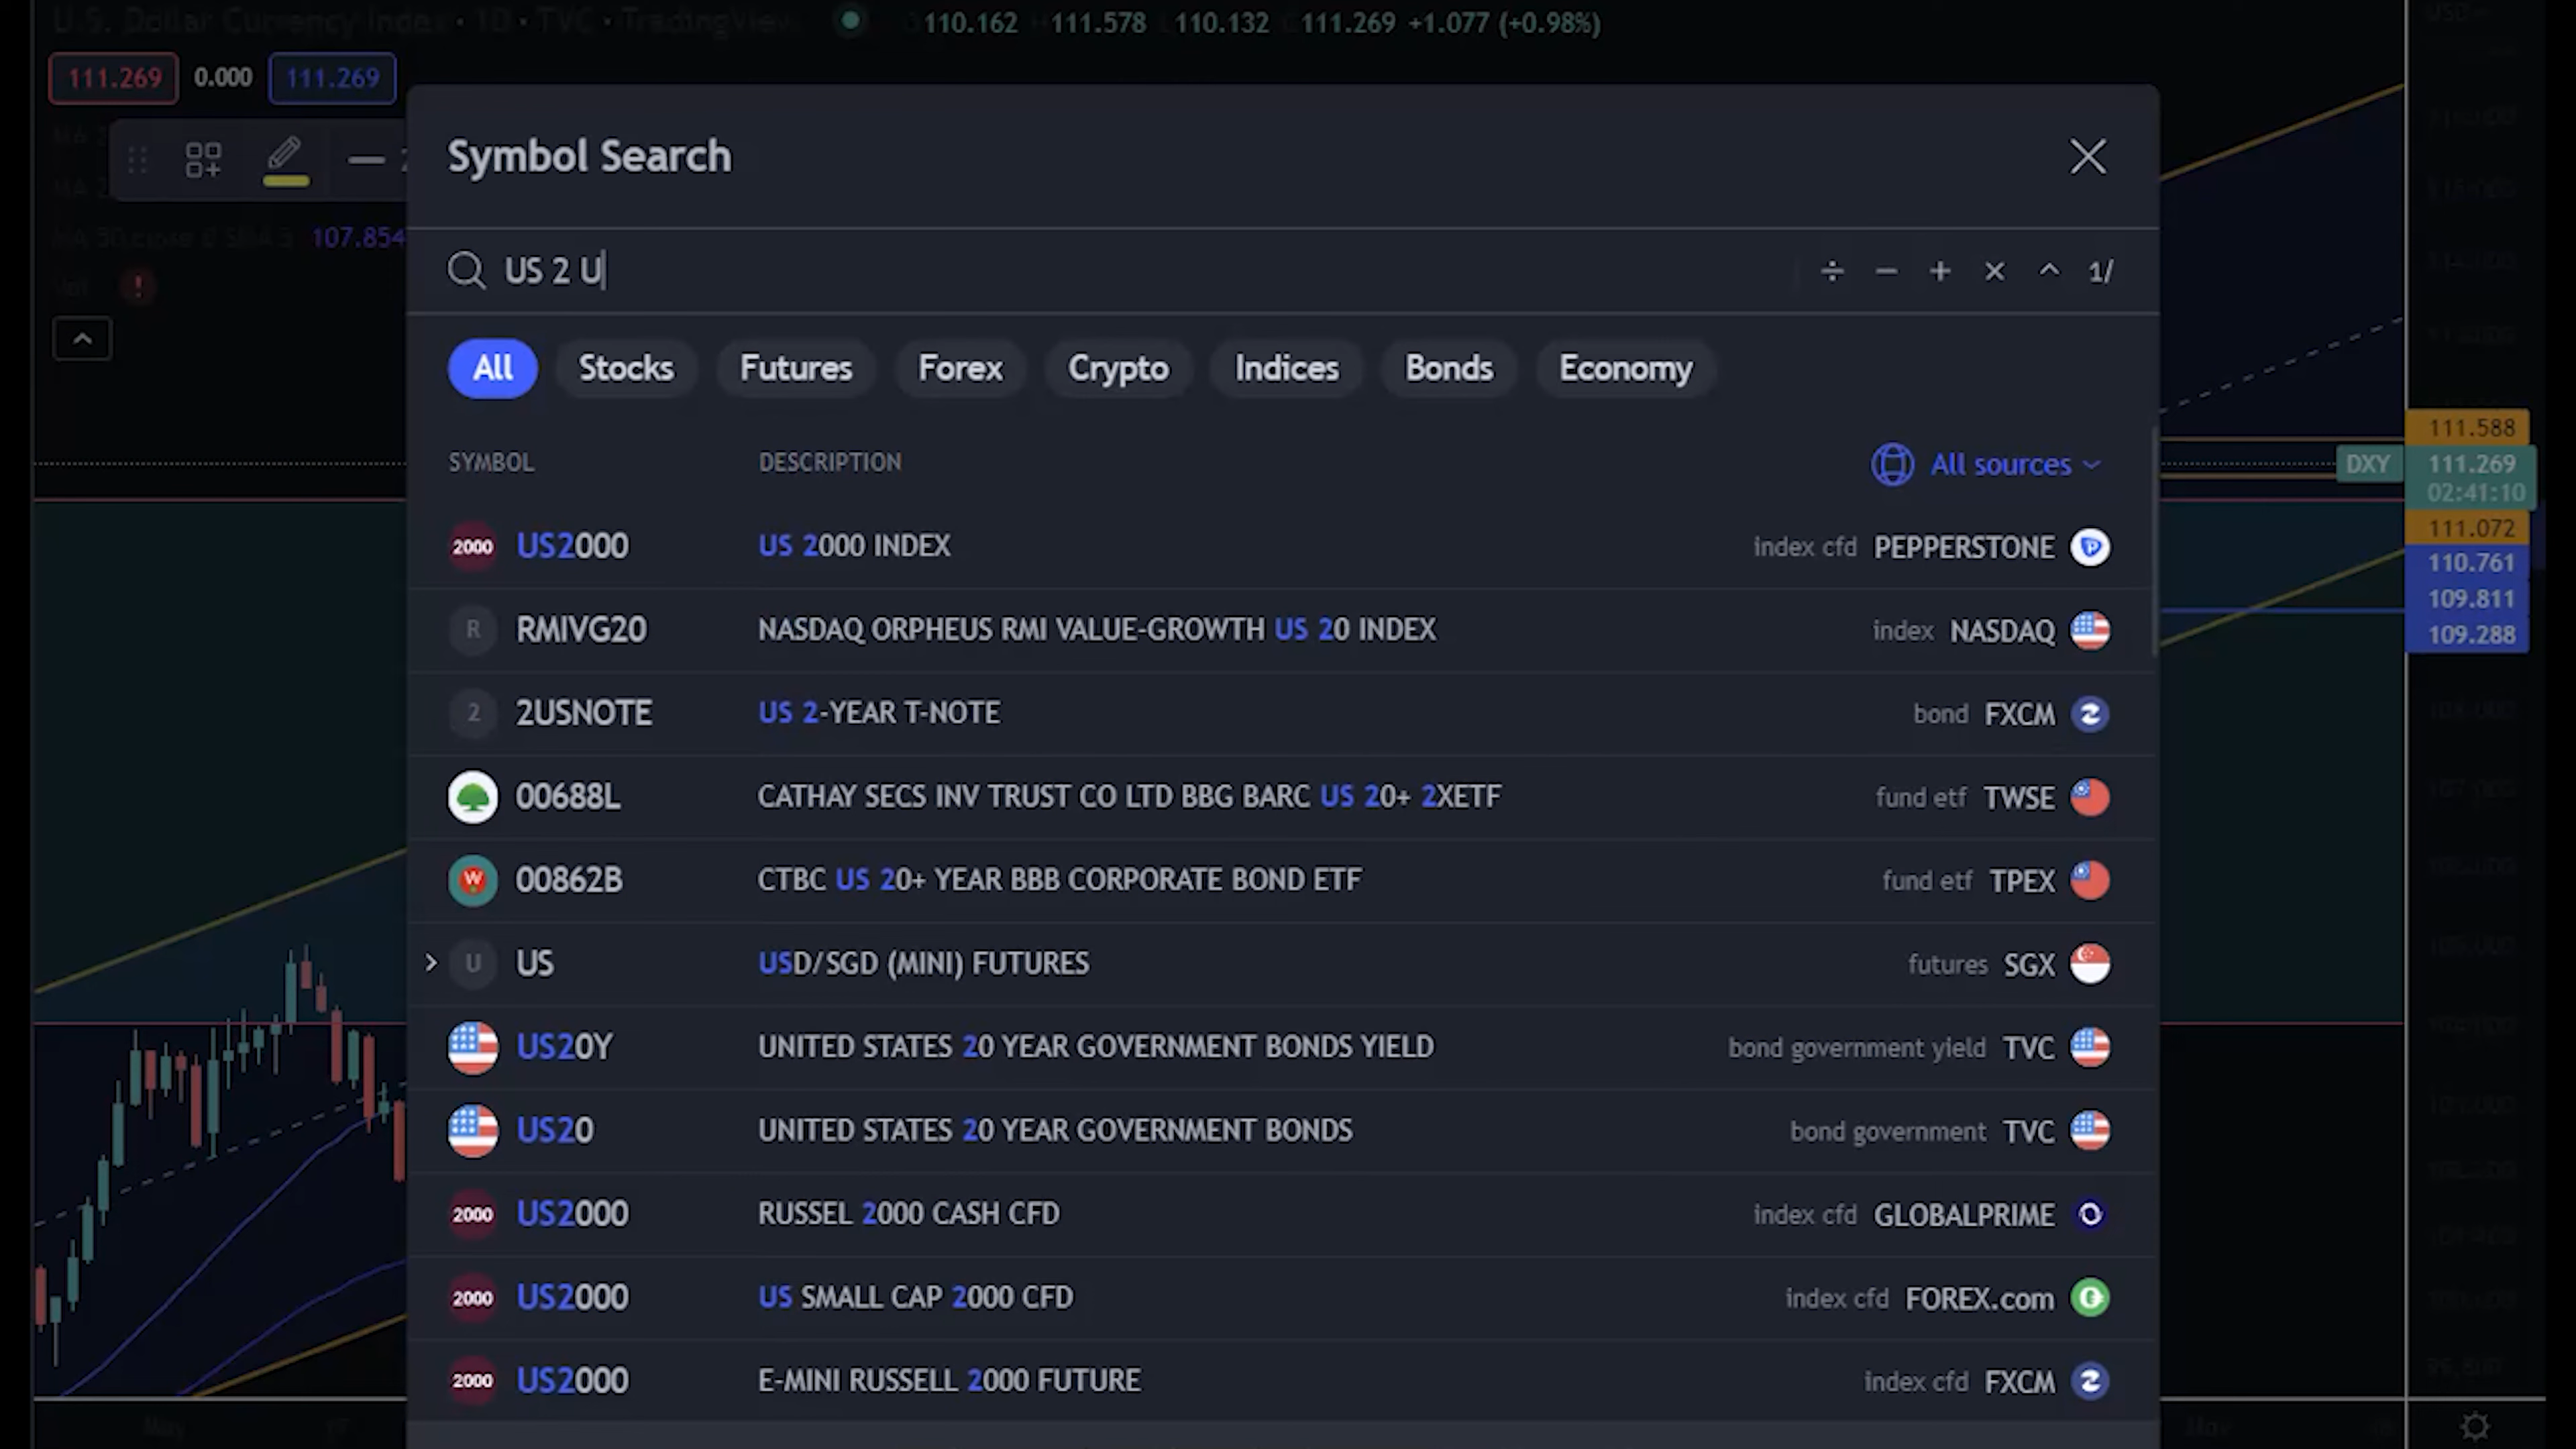 U.S. Dollar Currency Index · 1D · TVC · TradingView 110.162 111.578 110.132 111.269 +1.077 (+0.98%)
111.269 0.000 111.269
Symbol Search
107.854
US 2 U
÷ − + × ^ 1/
All Stocks Futures Forex Crypto Indices Bonds Economy
111.588
SYMBOL DESCRIPTION All sources
DXY 111.269
02:41:10
111.072
110.761
109.811
109.288
2000 US2000 US 2000 INDEX index cfd PEPPERSTONE
R RMIVG20 NASDAQ ORPHEUS RMI VALUE-GROWTH US 20 INDEX index NASDAQ
2 2USNOTE US 2-YEAR T-NOTE bond FXCM
00688L CATHAY SECS INV TRUST CO LTD BBG BARC US 20+ 2XETF fund etf TWSE
00862B CTBC US 20+ YEAR BBB CORPORATE BOND ETF fund etf TPEX
U US USD/SGD (MINI) FUTURES futures SGX
US20Y UNITED STATES 20 YEAR GOVERNMENT BONDS YIELD bond government yield TVC
US20 UNITED STATES 20 YEAR GOVERNMENT BONDS bond government TVC
2000 US2000 RUSSEL 2000 CASH CFD index cfd GLOBALPRIME
2000 US2000 US SMALL CAP 2000 CFD index cfd FOREX.com
2000 US2000 E-MINI RUSSELL 2000 FUTURE index cfd FXCM
May Nov